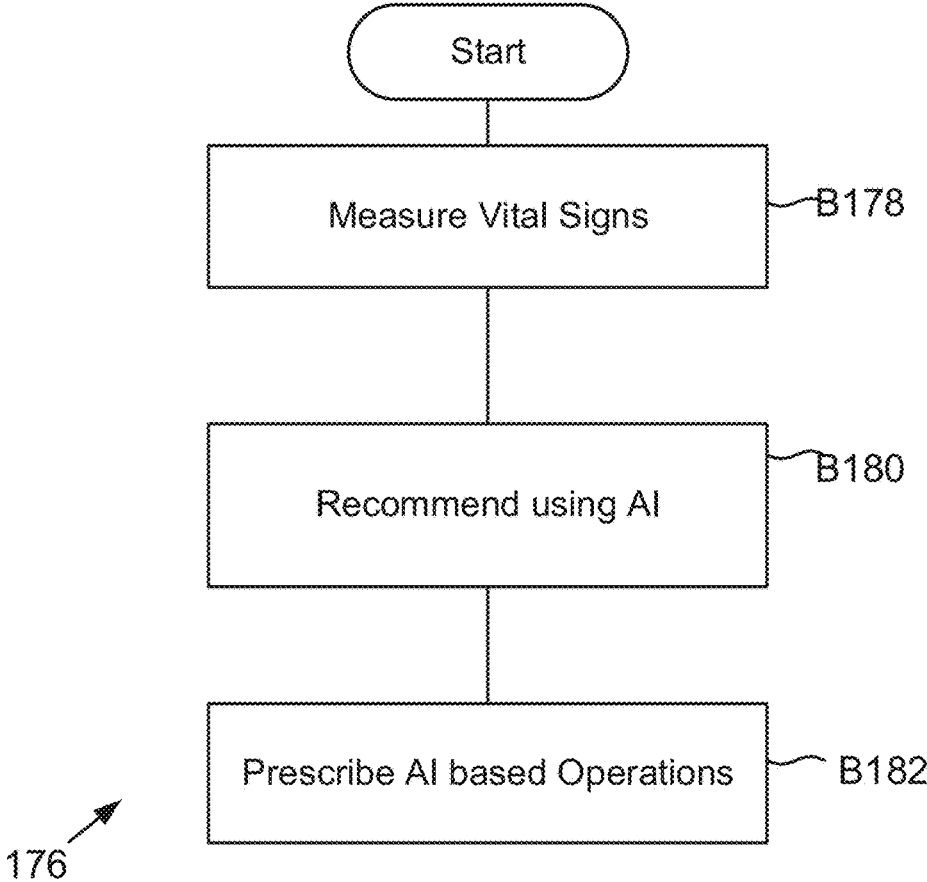 Start
Measure Vital Signs
B178
Recommend using AI
B180
Prescribe AI based Operations
B182
176